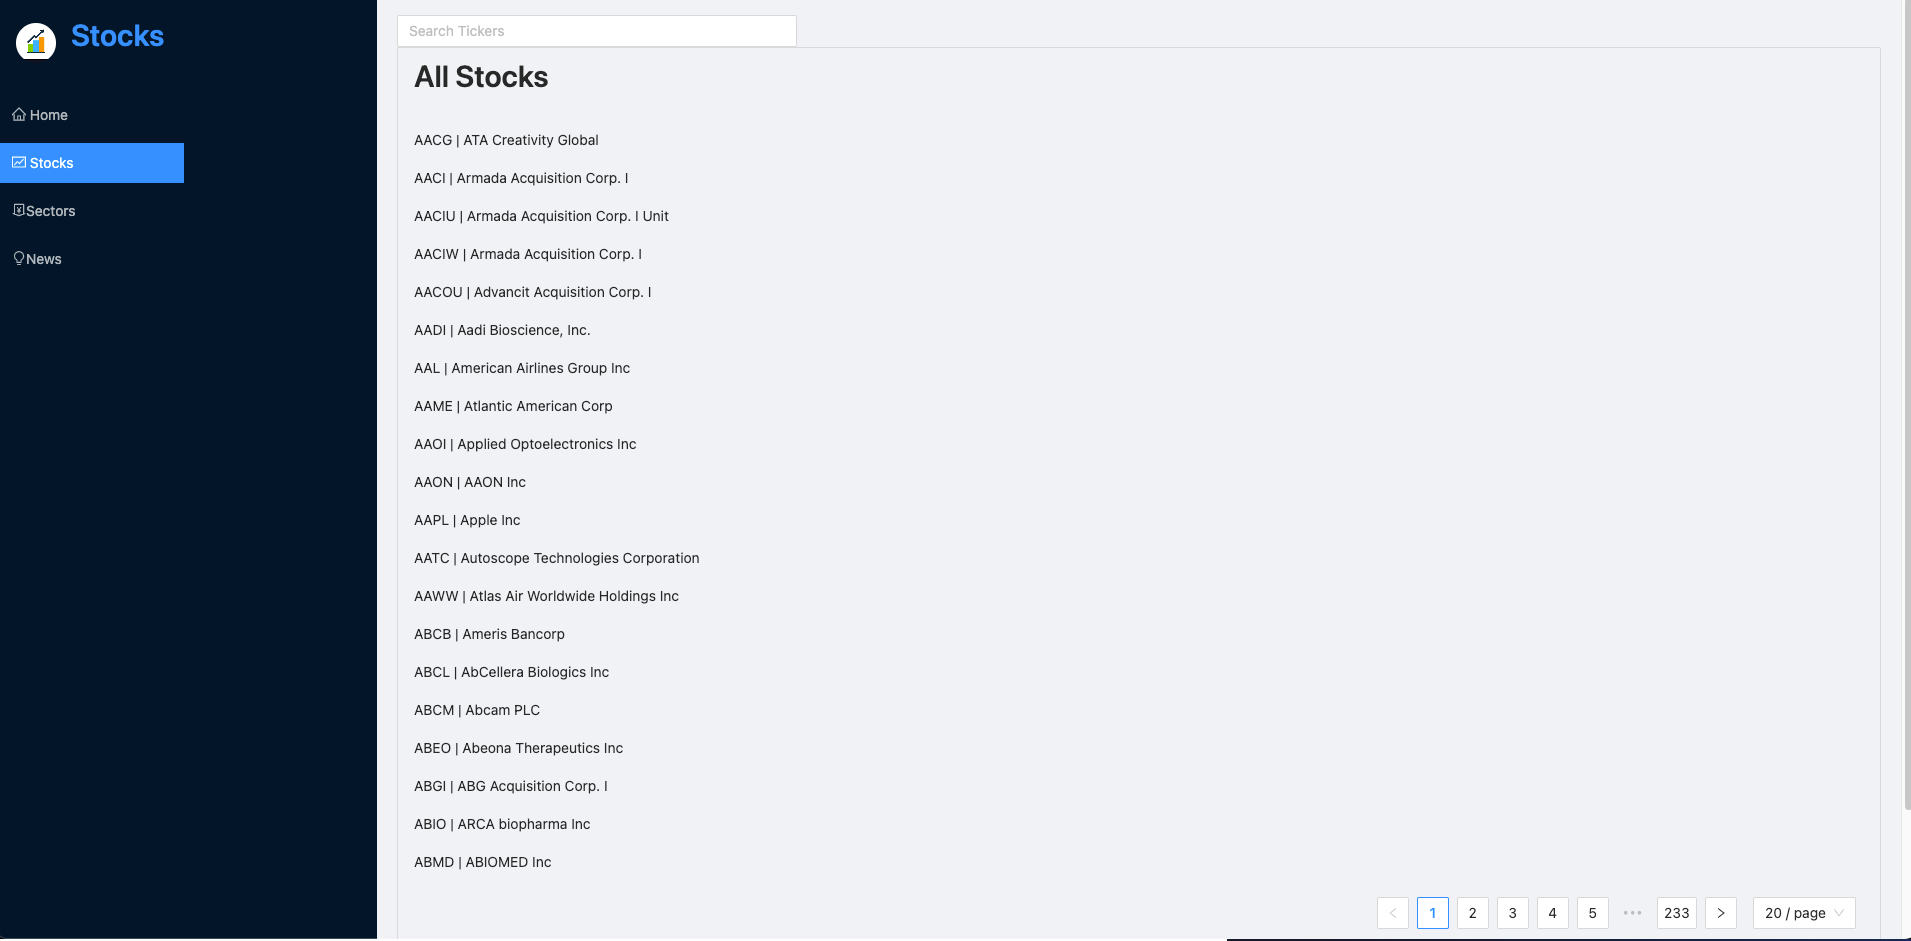 Stocks
Home
Stocks
Sectors
News
Search Tickers
All Stocks
AACG | ATA Creativity Global
AACI | Armada Acquisition Corp. I
AACIU | Armada Acquisition Corp. I Unit
AACIW | Armada Acquisition Corp. I
AACOU | Advancit Acquisition Corp. I
AADI | Aadi Bioscience, Inc.
AAL | American Airlines Group Inc
AAME | Atlantic American Corp
AAOI | Applied Optoelectronics Inc
AAON | AAON Inc
AAPL | Apple Inc
AATC | Autoscope Technologies Corporation
AAWW | Atlas Air Worldwide Holdings Inc
ABCB | Ameris Bancorp
ABCL | AbCellera Biologics Inc
ABCM | Abcam PLC
ABEO | Abeona Therapeutics Inc
ABGI | ABG Acquisition Corp. I
ABIO | ARCA biopharma Inc
ABMD | ABIOMED Inc
< 1 2 3 4 5 ••• 233 > 20 / page